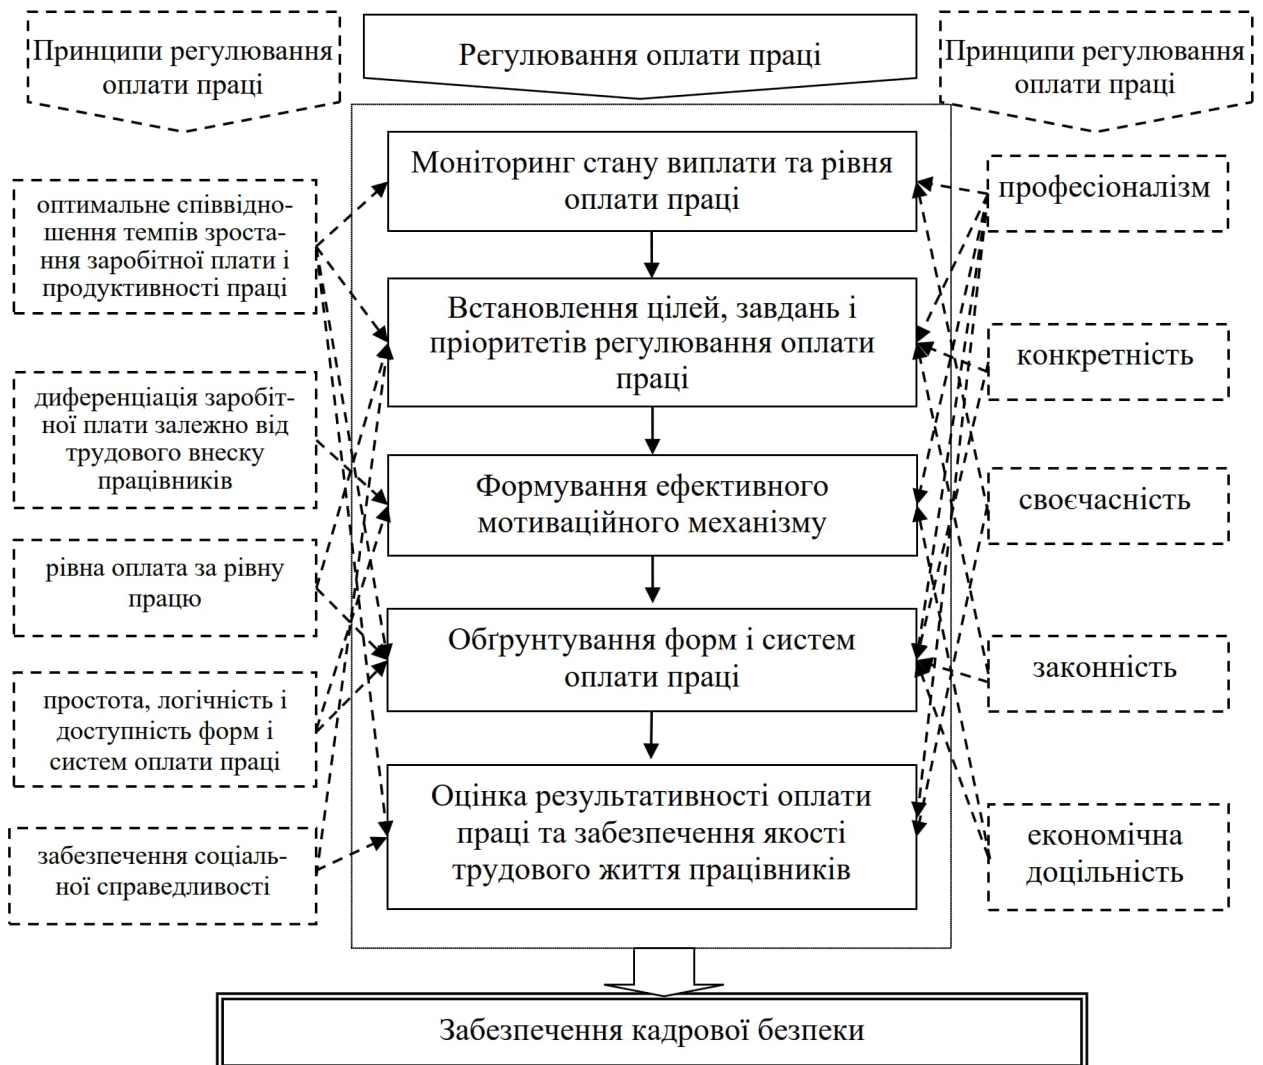 Принципи регулювання
оплати праці
Регулювання оплати праці
Принципи регулювання
оплати праці
оптимальне співвідно-
шення темпів зроста-
ння заробітної плати і
продуктивності праці
диференціація заробіт-
ної плати залежно від
трудового внеску
працівників
рівна оплата за рівну
працю
простота, логічність і
доступність форм і
систем оплати праці
забезпечення соціаль-
ної справедливості
Моніторинг стану виплати та рівня
оплати праці
Встановлення цілей, завдань і
пріоритетів регулювання оплати
праці
Формування ефективного
мотиваційного механізму
Обґрунтування форм і систем
оплати праці
Оцінка результативності оплати
праці та забезпечення якості
трудового життя працівників
професіоналізм
конкретність
своєчасність
законність
економічна
доцільність
Забезпечення кадрової безпеки